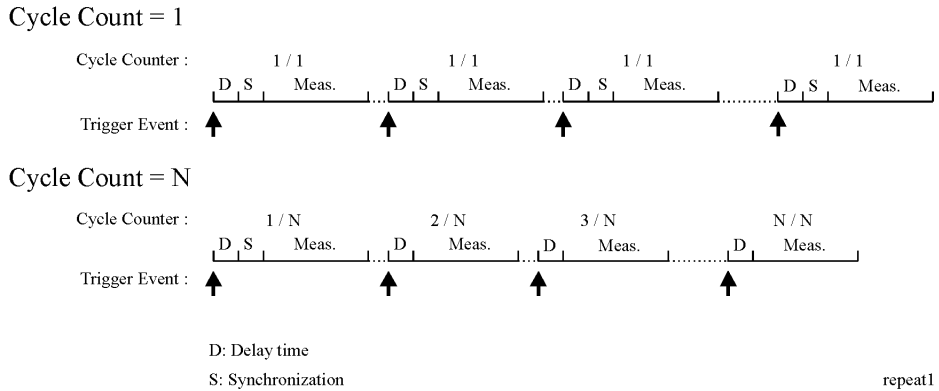 Cycle Count = 1
Cycle Counter : 1 / 1 1 / 1 1 / 1 1 / 1
D S Meas. D S Meas. D S Meas. D S Meas.
Trigger Event :
Cycle Count = N
Cycle Counter : 1 / N 2 / N 3 / N N / N
D S Meas. D Meas. D Meas. D Meas.
Trigger Event :
D: Delay time
S: Synchronization repeat1